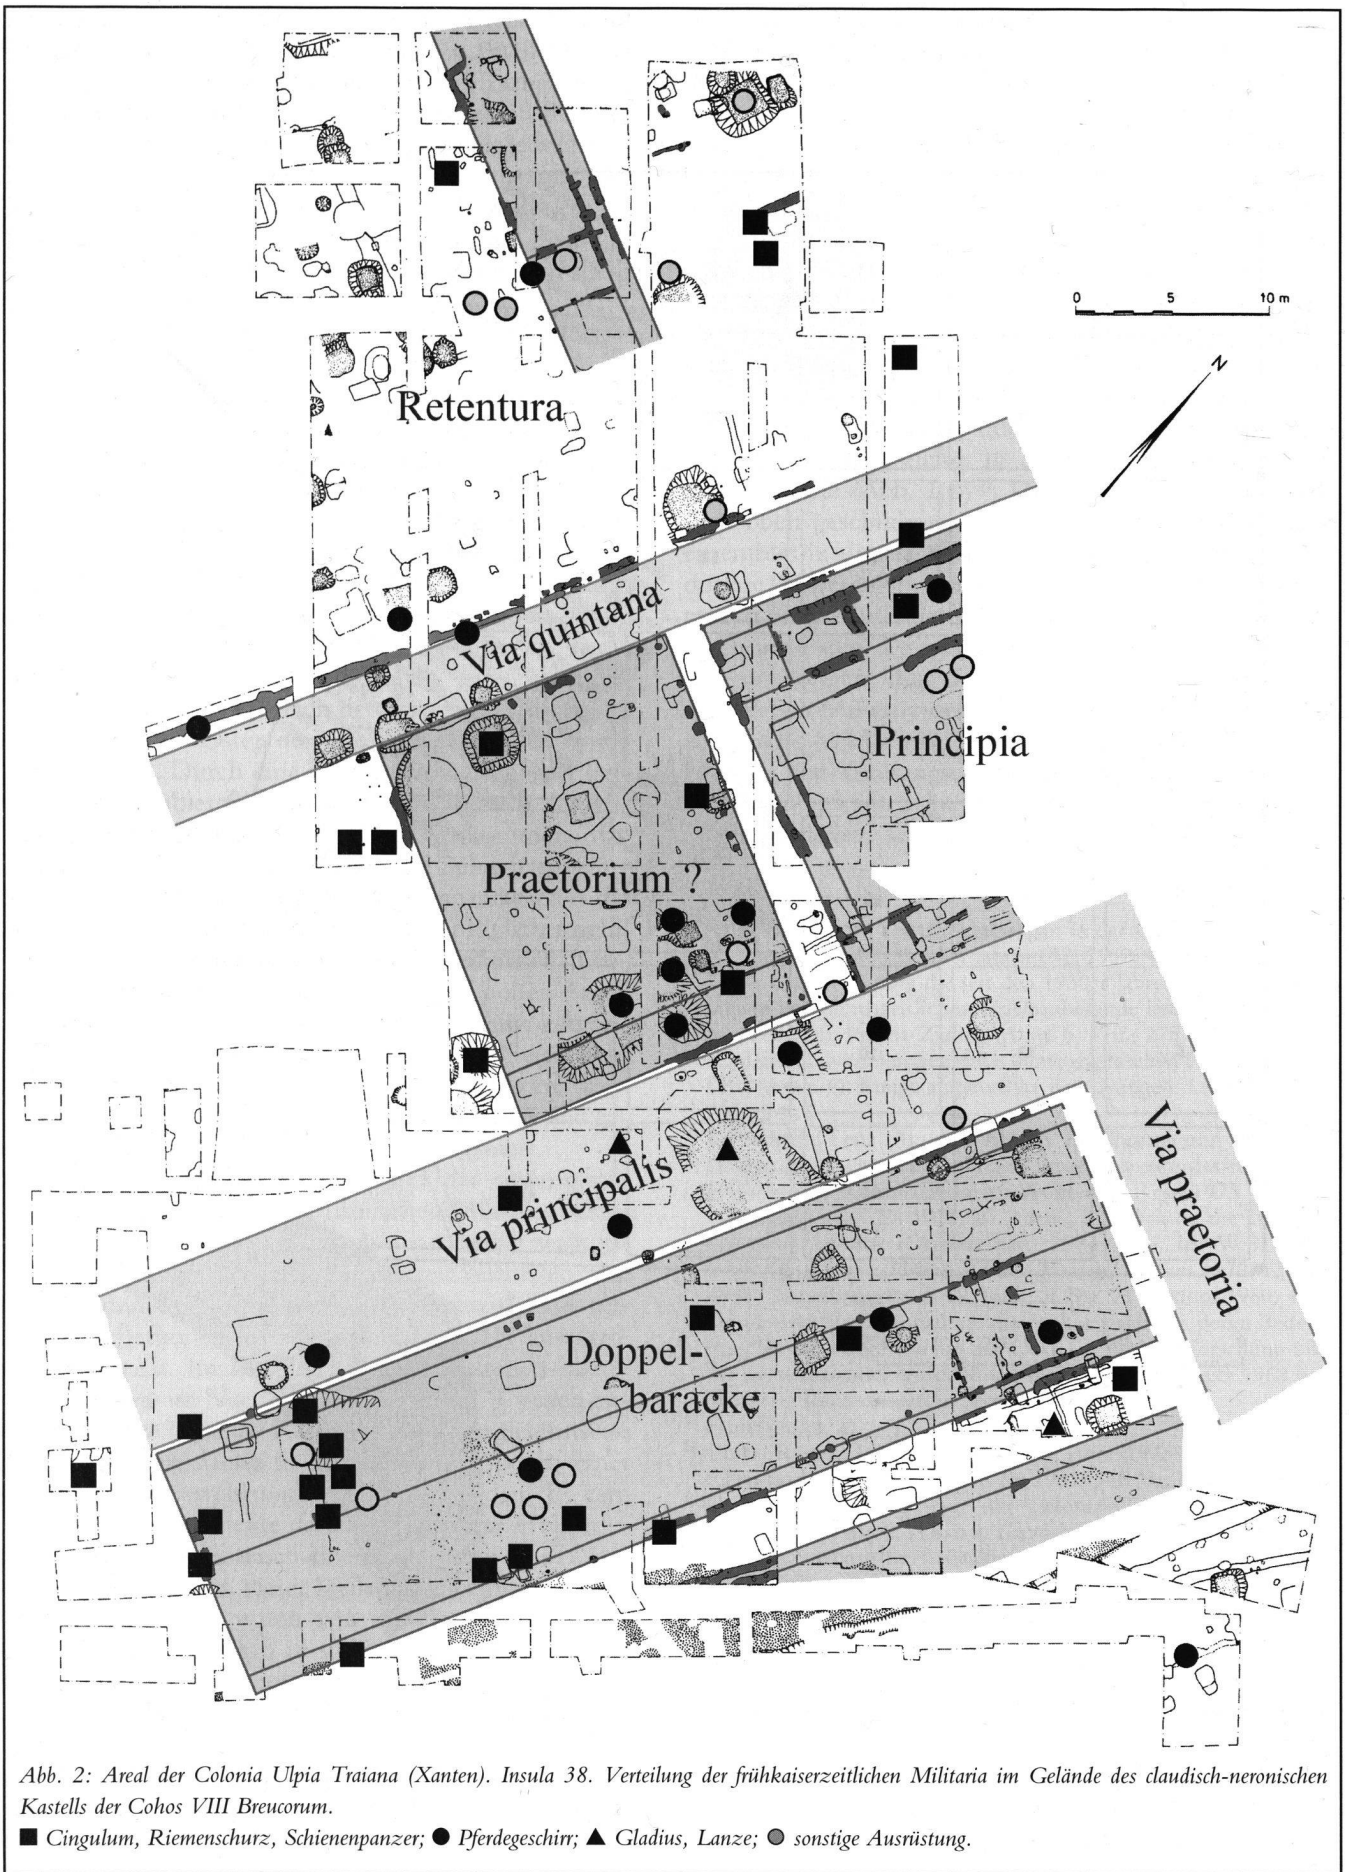 0 5 10 m
N
Retentura
Via quintana
Principia
Praetorium ?
Via principalis
Via praetoria
Doppel-
baracke
Abb. 2: Areal der Colonia Ulpia Traiana (Xanten). Insula 38. Verteilung der frühkaiserzeitlichen Militaria im Gelände des claudisch-neronischen
Kastells der Cohos VIII Breucorum.
■ Cingulum, Riemenschurz, Schienenpanzer; ● Pferdegeschirr; ▲ Gladius, Lanze; ● sonstige Ausrüstung.